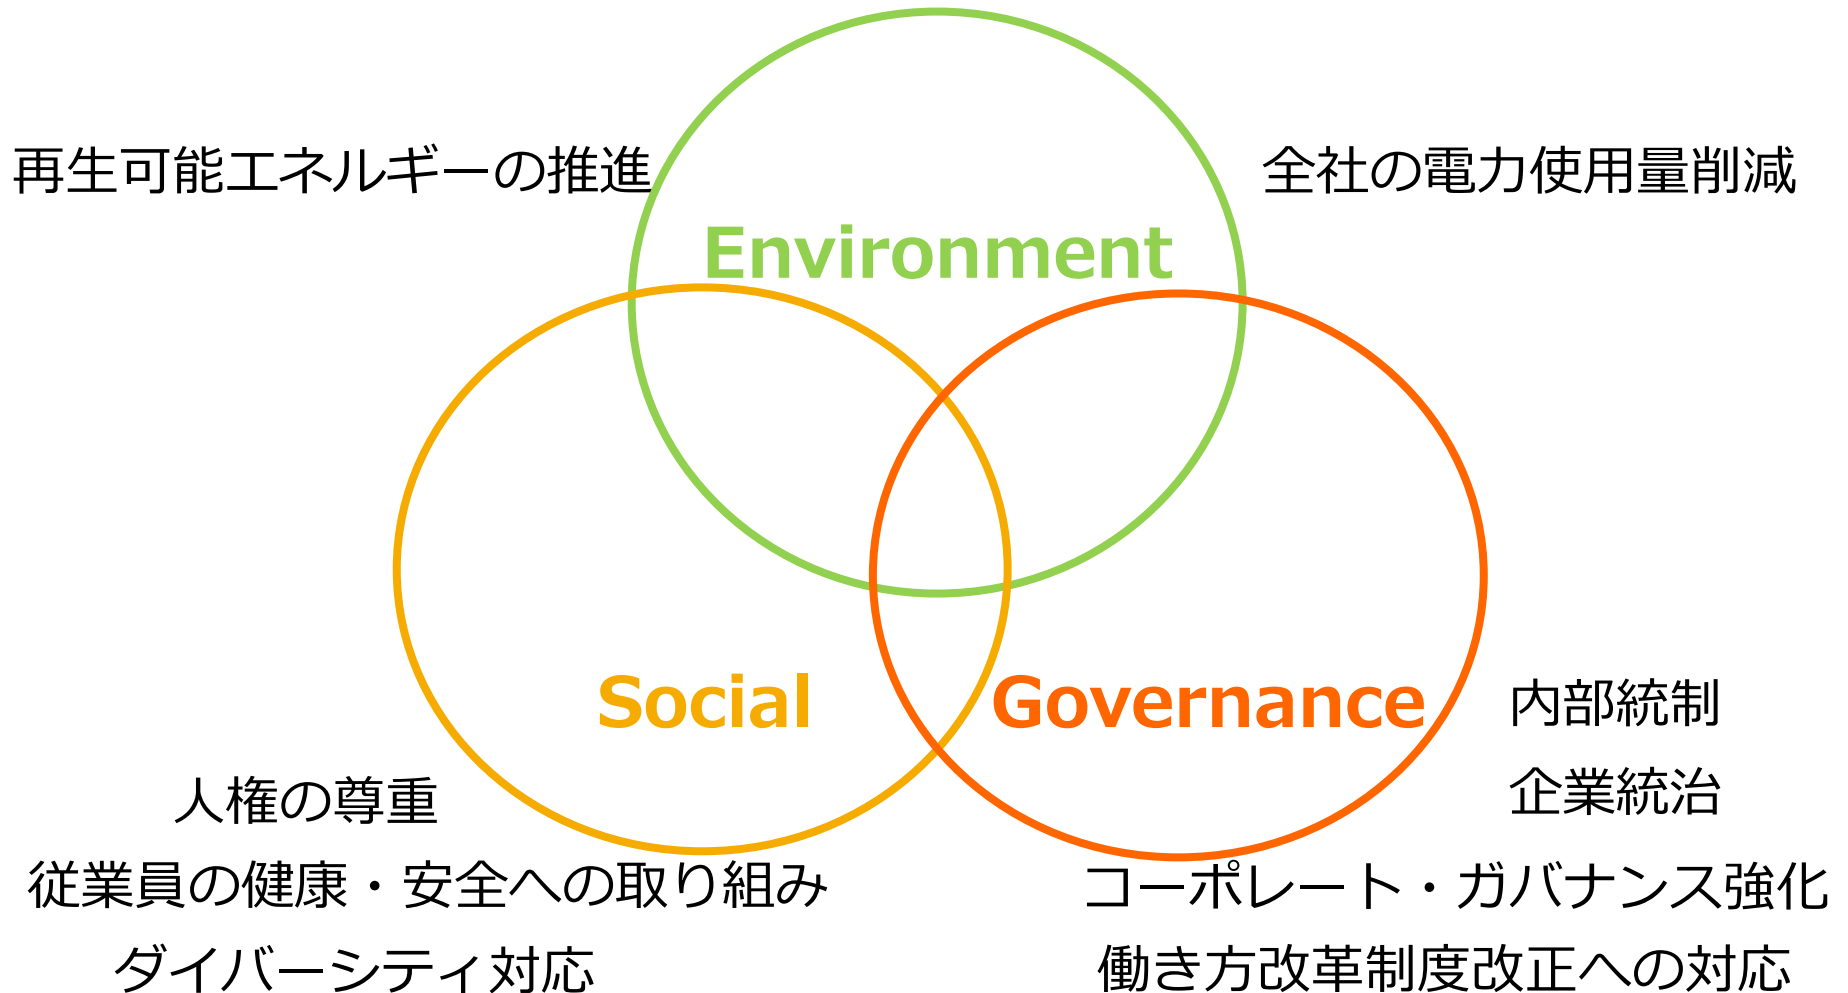 再生可能エネルギーの推進
全社の電力使用量削減
Environment
Social
Governance
内部統制
企業統治
人権の尊重
従業員の健康・安全への取り組み
ダイバーシティ対応
コーポレート・ガバナンス強化
働き方改革制度改正への対応